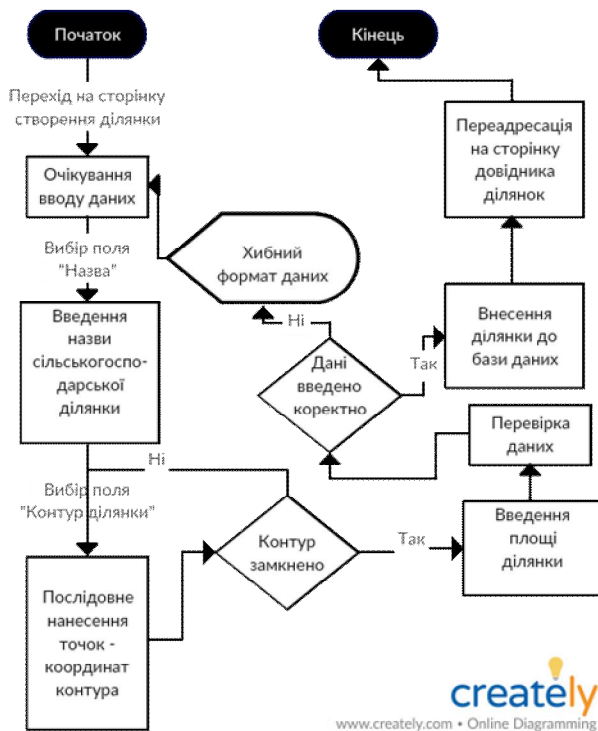 Початок
Перехід на сторінку
створення ділянки
Очікування
вводу даних
Вибір поля
"Назва"
Введення
назви
сільськогоспо-
дарської
ділянки
Вибір поля
"Контур ділянки"
Послідовне
нанесення
точок -
координат
контура
Ні
Контур
замкнено
Так
Введення
площі
ділянки
Перевірка
даних
Дані
введено
коректно
Ні
Хибний
формат даних
Так
Внесення
ділянки до
бази даних
Переадресація
на сторінку
довідника
ділянок
Кінець
creately
www.creately.com • Online Diagramming